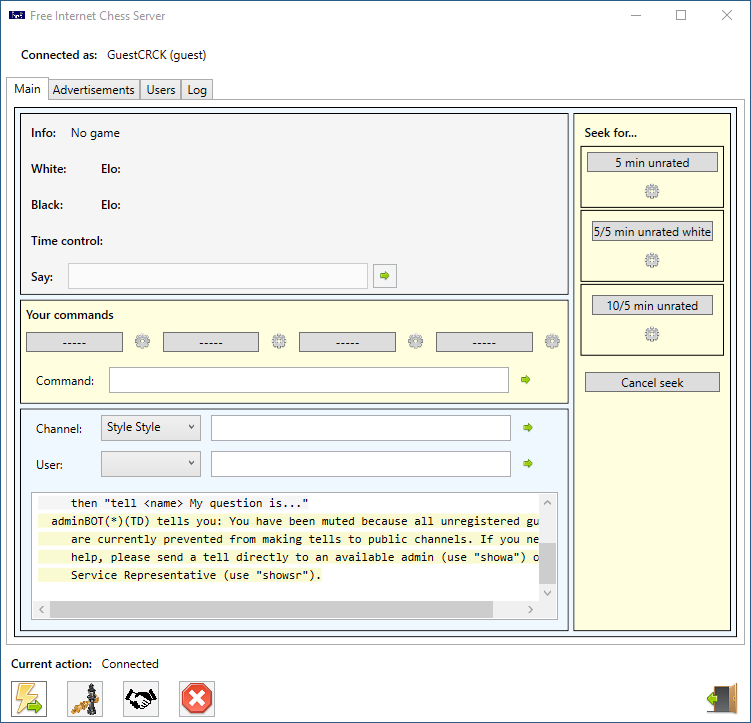 Free Internet Chess Server
Connected as: GuestCRCK (guest)
Main Advertisements Users Log
Info: No game
White: Elo:
Black: Elo:
Time control:
Say:
Seek for...
5 min unrated
5/5 min unrated white
10/5 min unrated
Cancel seek
Your commands
----- ----- ----- -----
Command:
Channel: Style Style
User:
then "tell <name> My question is..."
adminBOT(*)(TD) tells you: You have been muted because all unregistered gu
are currently prevented from making tells to public channels. If you ne
help, please send a tell directly to an available admin (use "showa") o
Service Representative (use "showsr").
Current action: Connected